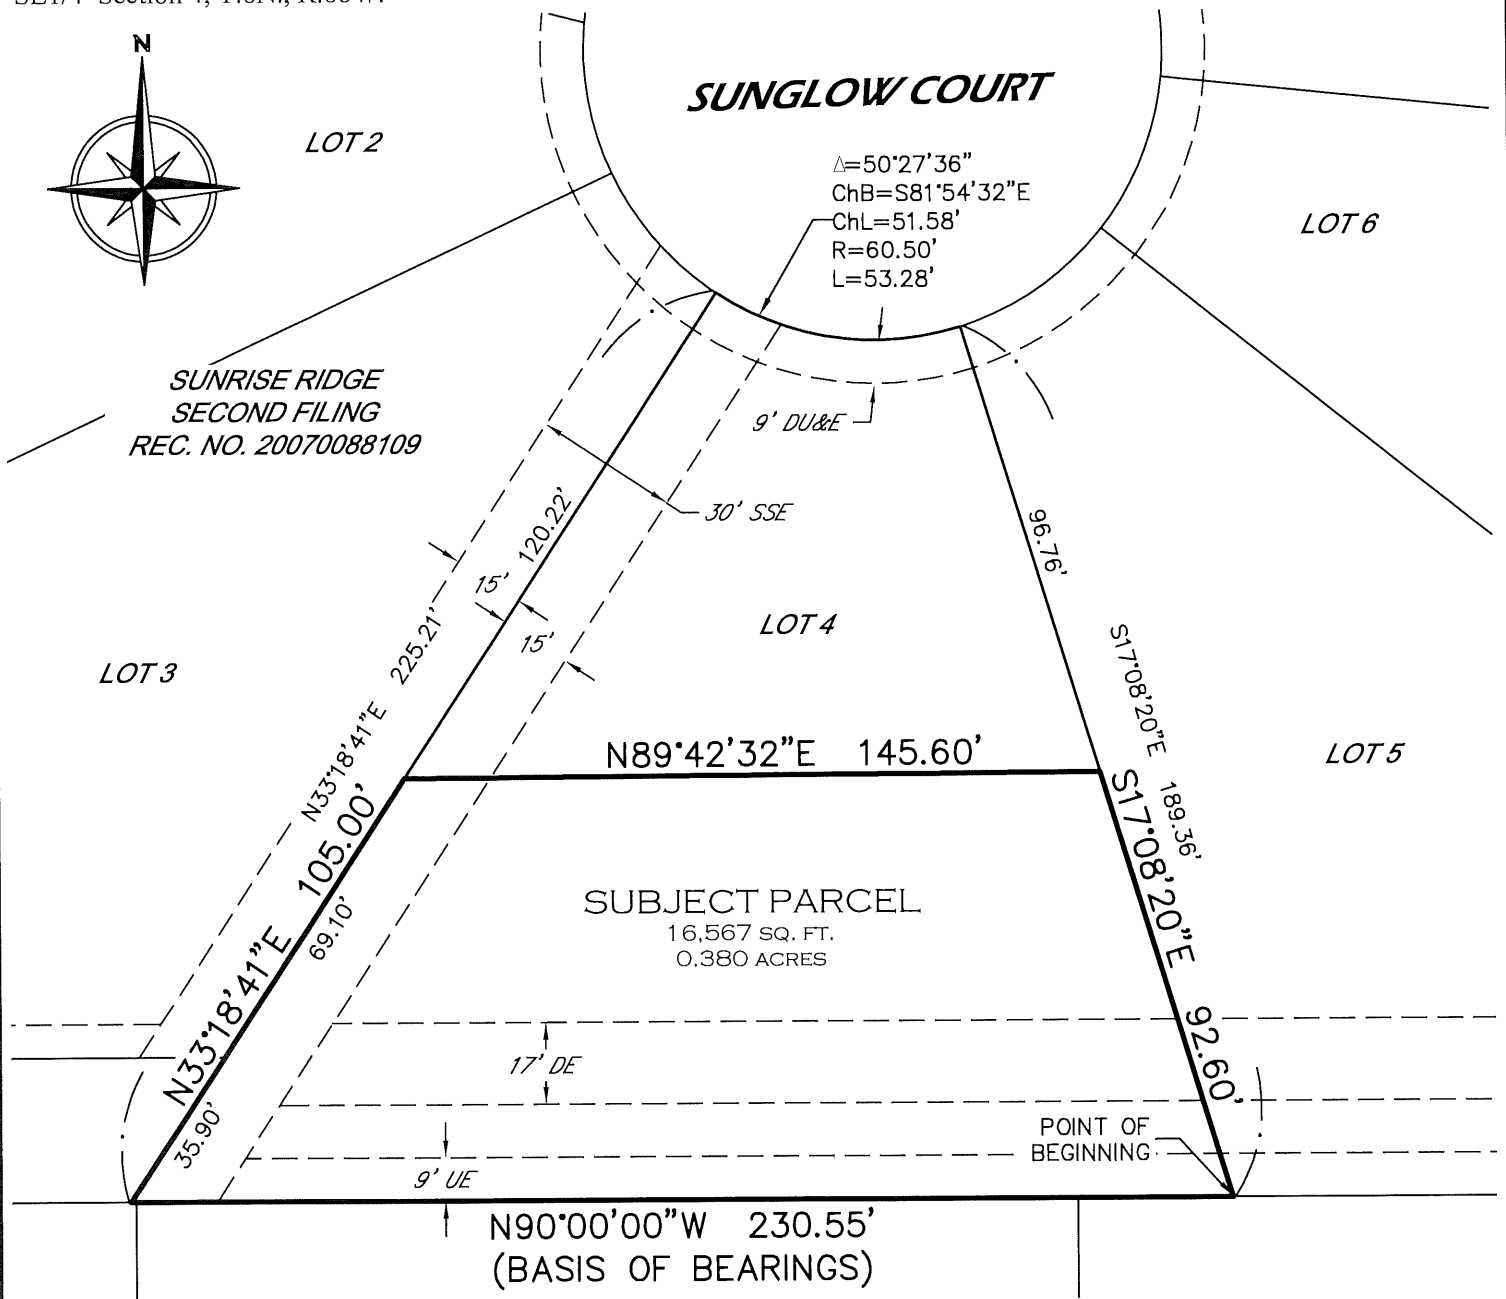 N
SUNGLOW COURT
LOT 2
Δ=50°27'36"
ChB=S81°54'32"E
ChL=51.58'
R=60.50'
L=53.28'
LOT 6
SUNRISE RIDGE
SECOND FILING
REC. NO. 20070088109
9' DU&E
30' SSE
120.22'
96.76'
15'
15'
LOT 4
LOT 3
N33°18'41"E 225.21'
S17°08'20"E 189.36'
LOT 5
N89°42'32"E 145.60'
N33°18'41"E 105.00'
S17°08'20"E 92.60'
69.10'
SUBJECT PARCEL
16,567 SQ. FT.
0.380 ACRES
17' DE
35.90'
POINT OF
BEGINNING
9' UE
N90°00'00"W 230.55'
(BASIS OF BEARINGS)